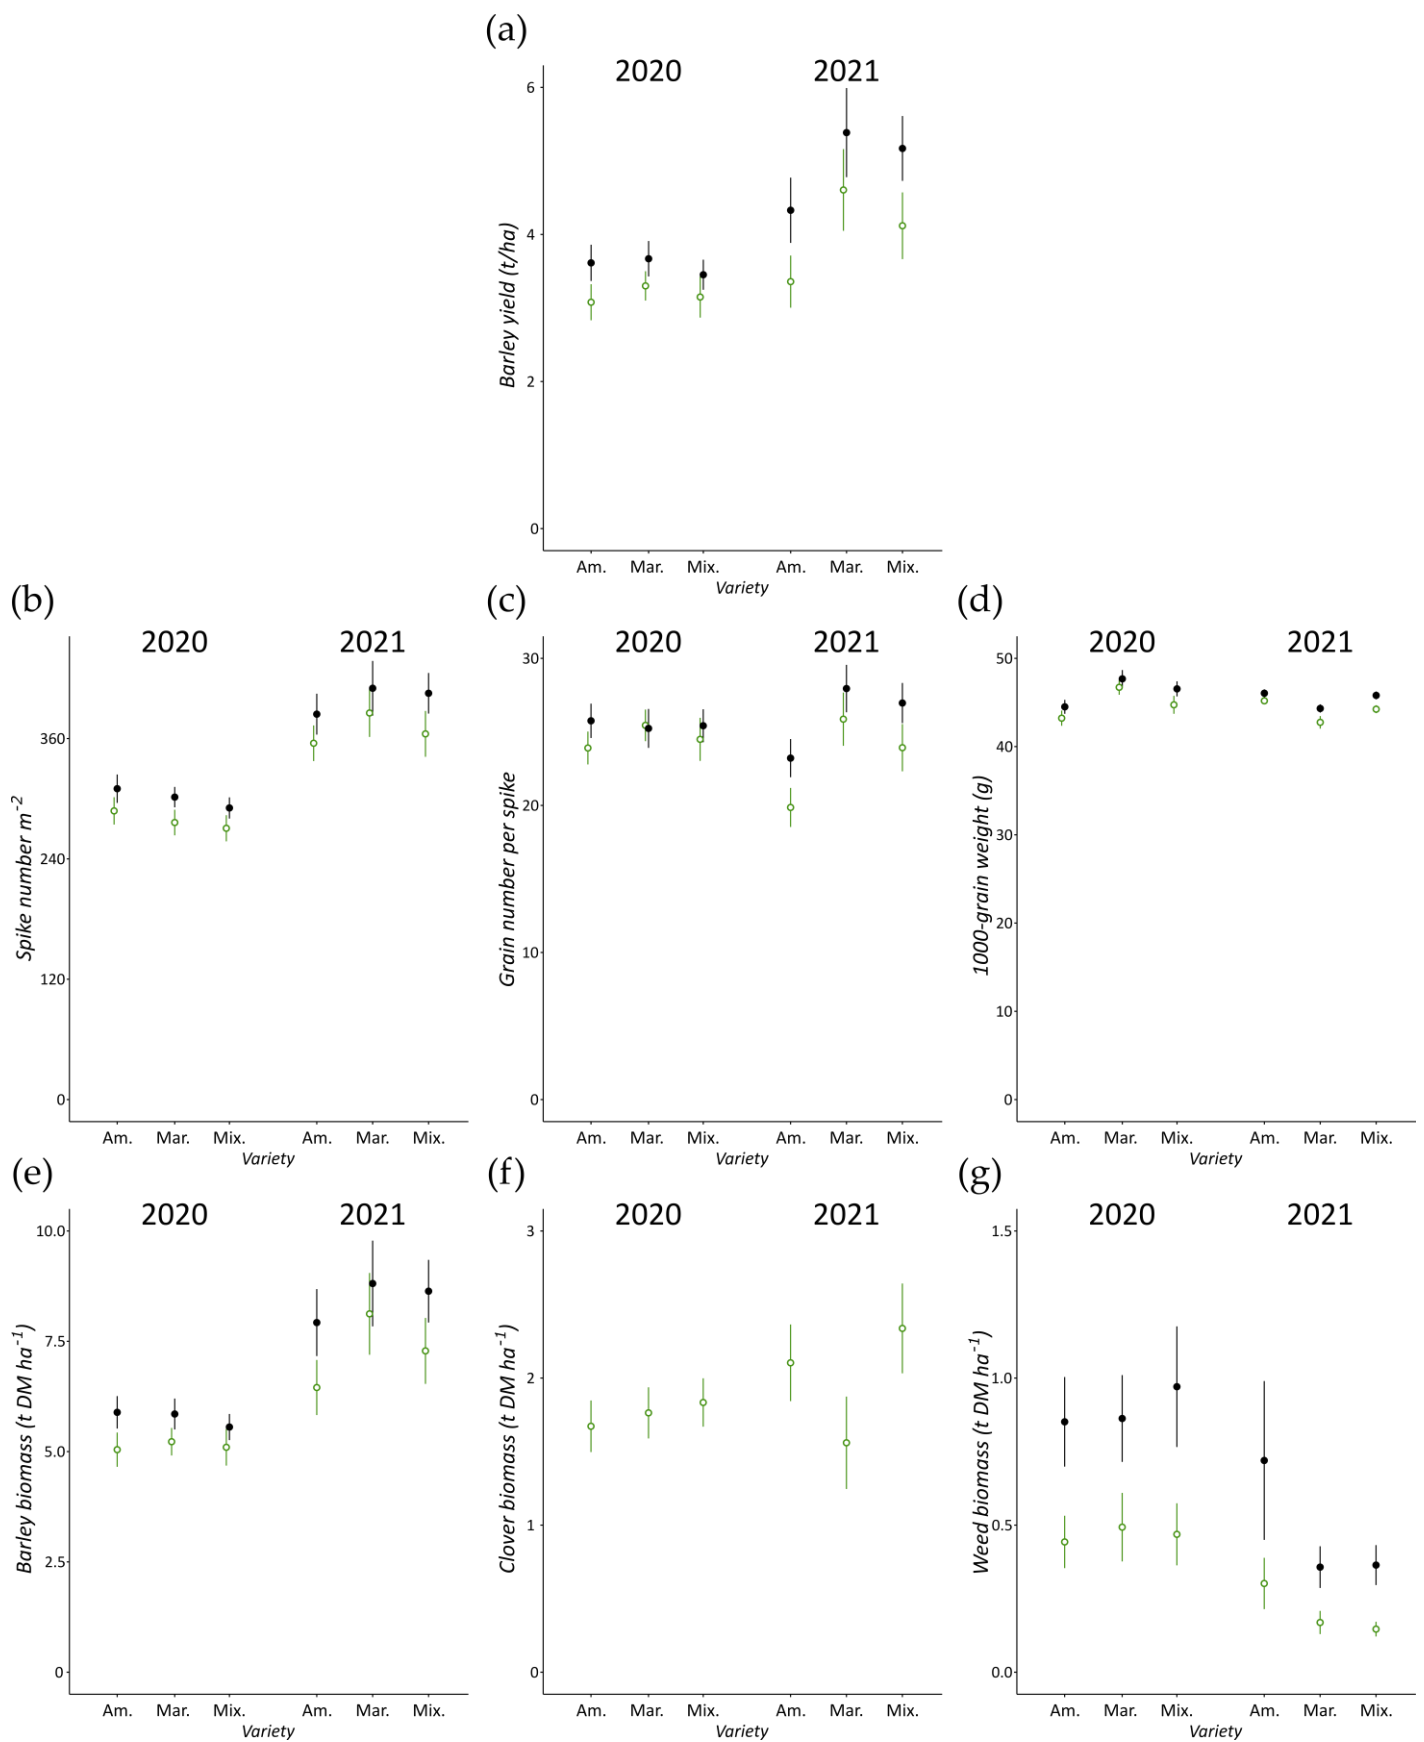 (a)
2020 2021
6
4
2
0
Barley yield (t/ha)
Am. Mar. Mix. Am. Mar. Mix.
Variety
(b)
2020 2021
360
240
120
0
Spike number m⁻²
Am. Mar. Mix. Am. Mar. Mix.
Variety
(c)
2020 2021
30
20
10
0
Grain number per spike
Am. Mar. Mix. Am. Mar. Mix.
Variety
(d)
2020 2021
50
40
30
20
10
0
1000-grain weight (g)
Am. Mar. Mix. Am. Mar. Mix.
Variety
(e)
2020 2021
10.0
7.5
5.0
2.5
0
Barley biomass (t DM ha⁻¹)
Am. Mar. Mix. Am. Mar. Mix.
Variety
(f)
2020 2021
3
2
1
0
Clover biomass (t DM ha⁻¹)
Am. Mar. Mix. Am. Mar. Mix.
Variety
(g)
2020 2021
1.5
1.0
0.5
0.0
Weed biomass (t DM ha⁻¹)
Am. Mar. Mix. Am. Mar. Mix.
Variety